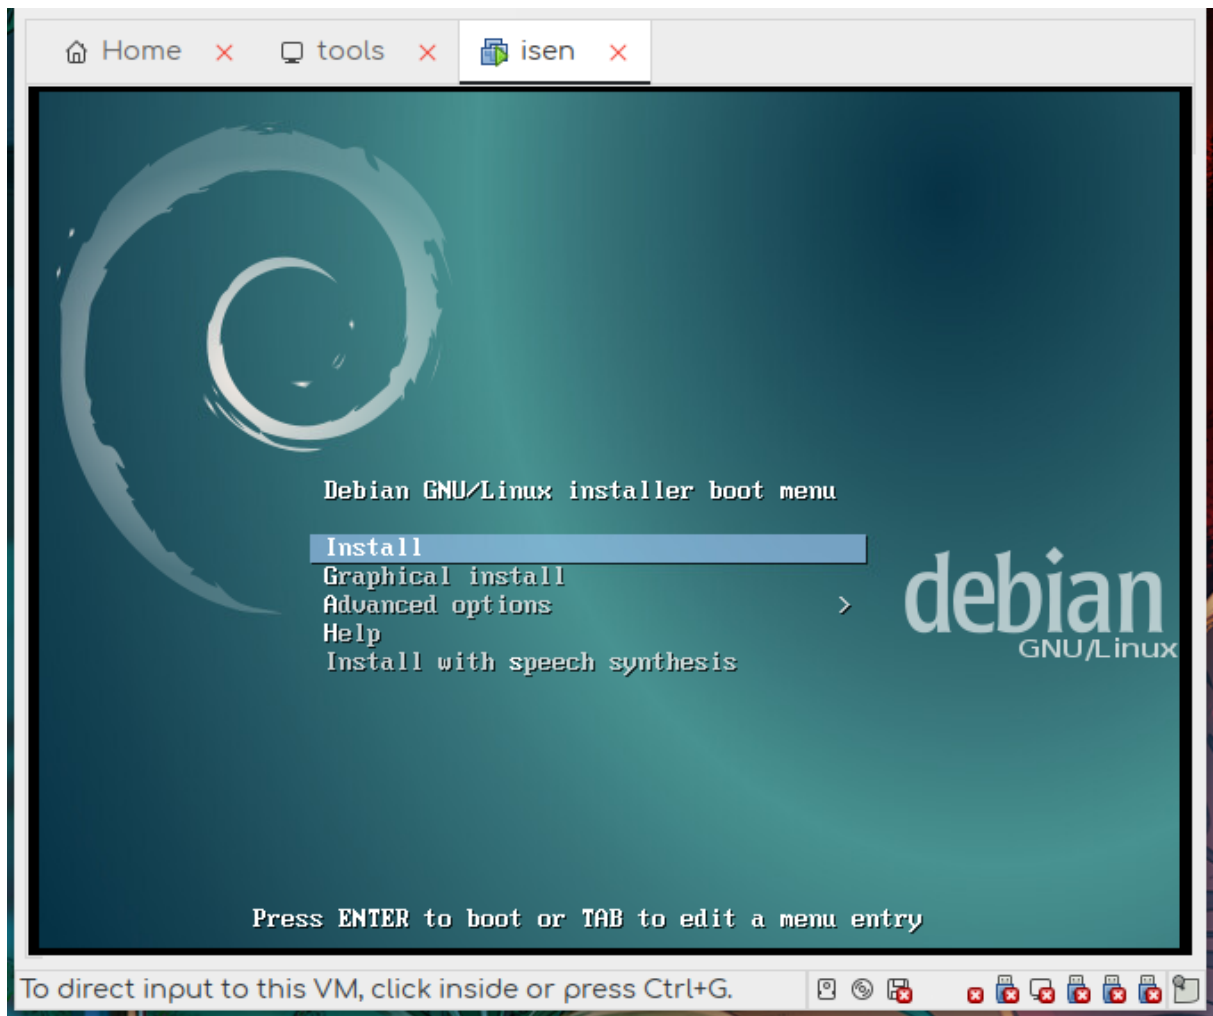 Home
tools
isen
Debian GNU/Linux installer boot menu
Install
Graphical install
Advanced options >
Help
Install with speech synthesis
debian
GNU/Linux
Press ENTER to boot or TAB to edit a menu entry
To direct input to this VM, click inside or press Ctrl+G.